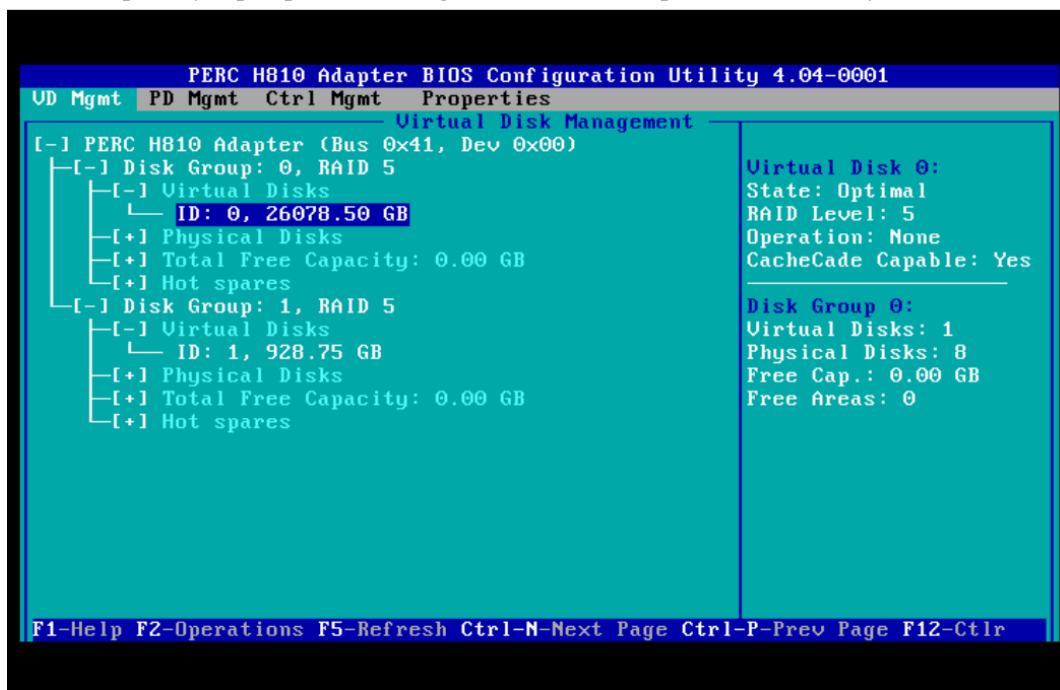 PERC H810 Adapter BIOS Configuration Utility 4.04-0001
VD Mgmt PD Mgmt Ctrl Mgmt Properties
Virtual Disk Management
[-] PERC H810 Adapter (Bus 0x41, Dev 0x00)
[-] Disk Group: 0, RAID 5
[-] Virtual Disks
ID: 0, 26078.50 GB
[+] Physical Disks
[+] Total Free Capacity: 0.00 GB
[+] Hot spares
[-] Disk Group: 1, RAID 5
[-] Virtual Disks
ID: 1, 928.75 GB
[+] Physical Disks
[+] Total Free Capacity: 0.00 GB
[+] Hot spares
Virtual Disk 0:
State: Optimal
RAID Level: 5
Operation: None
CacheCade Capable: Yes
Disk Group 0:
Virtual Disks: 1
Physical Disks: 8
Free Cap.: 0.00 GB
Free Areas: 0
F1-Help F2-Operations F5-Refresh Ctrl-N-Next Page Ctrl-P-Prev Page F12-Ctlr